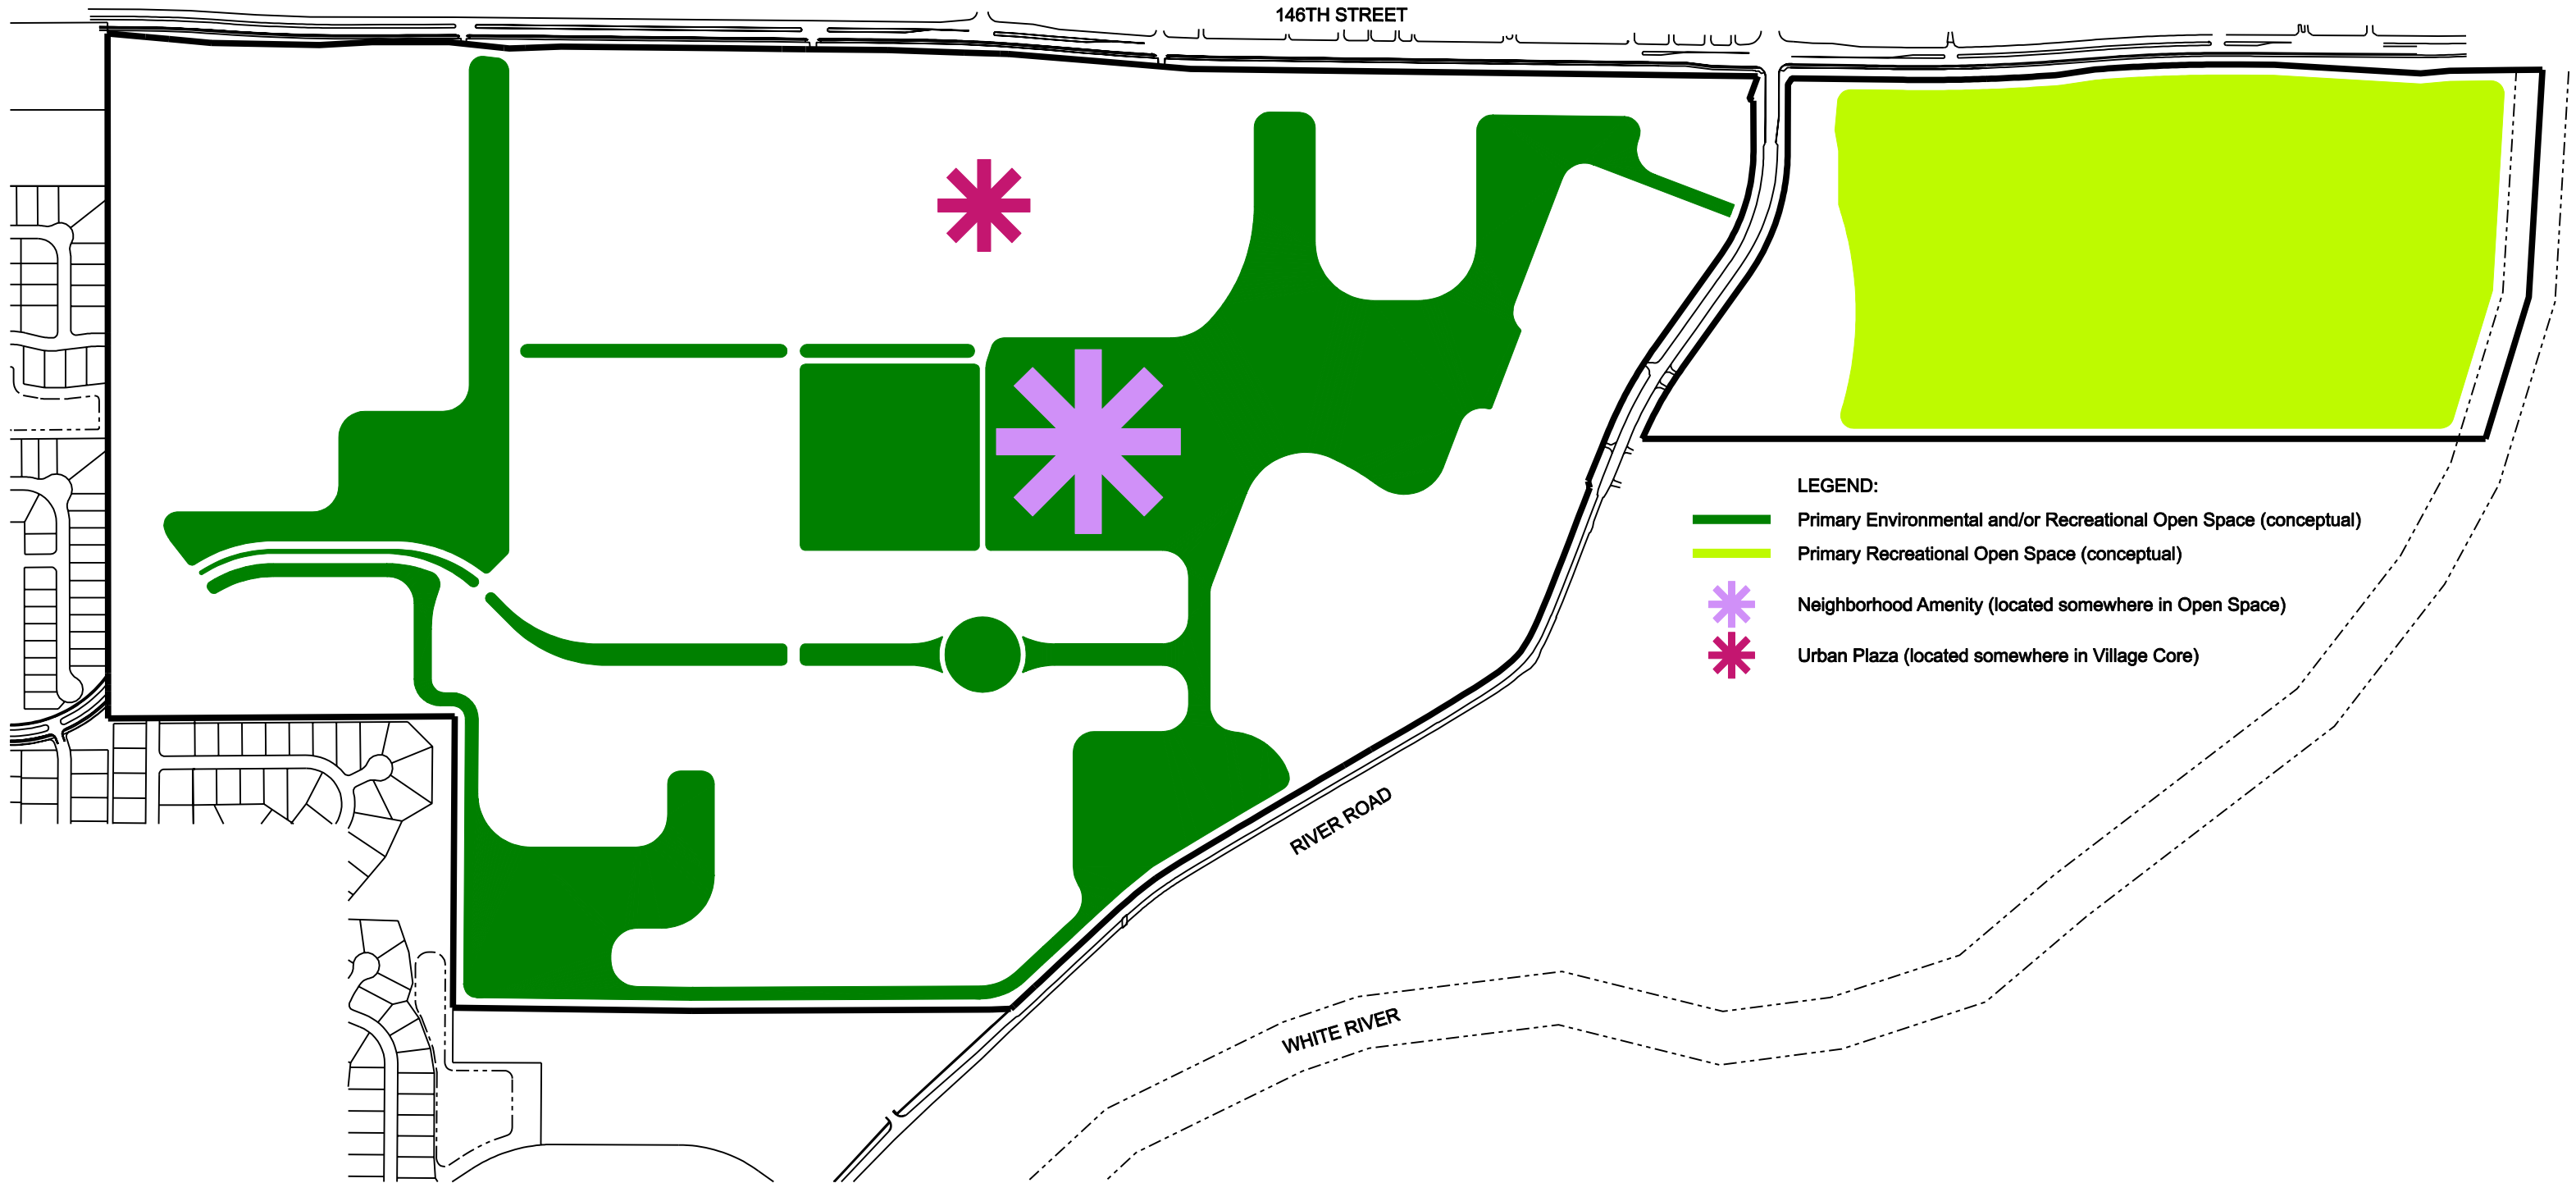 146TH STREET
LEGEND:
Primary Environmental and/or Recreational Open Space (conceptual)
Primary Recreational Open Space (conceptual)
Neighborhood Amenity (located somewhere in Open Space)
Urban Plaza (located somewhere in Village Core)
RIVER ROAD
WHITE RIVER